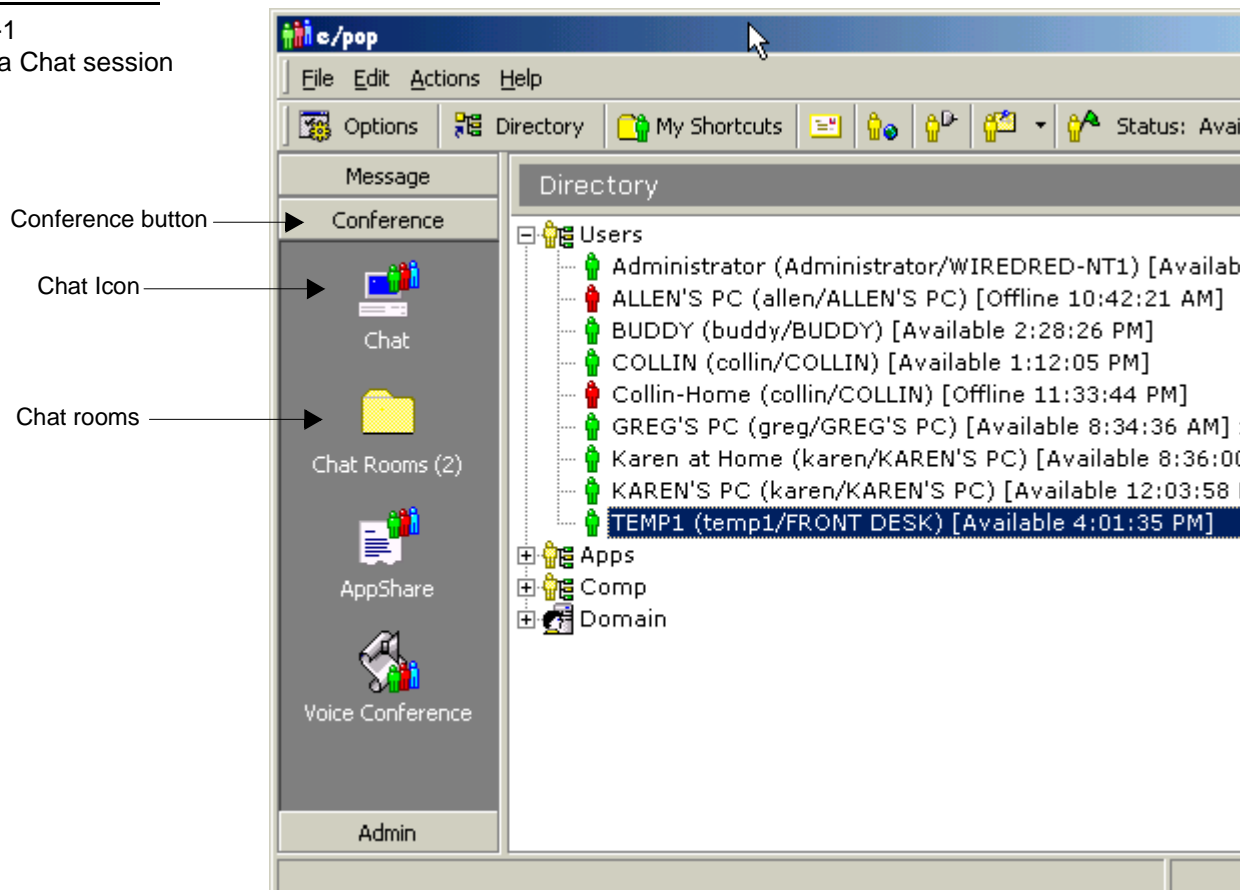 -1
a Chat session
e/pop
File Edit Actions Help
Options Directory My Shortcuts Status: Avai
Message
Conference button
Conference
Chat Icon
Chat
Chat rooms
Chat Rooms (2)
AppShare
Voice Conference
Admin
Directory
Users
Administrator (Administrator/WIREDRED-NT1) [Availab
ALLEN'S PC (allen/ALLEN'S PC) [Offline 10:42:21 AM]
BUDDY (buddy/BUDDY) [Available 2:28:26 PM]
COLLIN (collin/COLLIN) [Available 1:12:05 PM]
Collin-Home (collin/COLLIN) [Offline 11:33:44 PM]
GREG'S PC (greg/GREG'S PC) [Available 8:34:36 AM]
Karen at Home (karen/KAREN'S PC) [Available 8:36:00
KAREN'S PC (karen/KAREN'S PC) [Available 12:03:58
TEMP1 (temp1/FRONT DESK) [Available 4:01:35 PM]
Apps
Comp
Domain